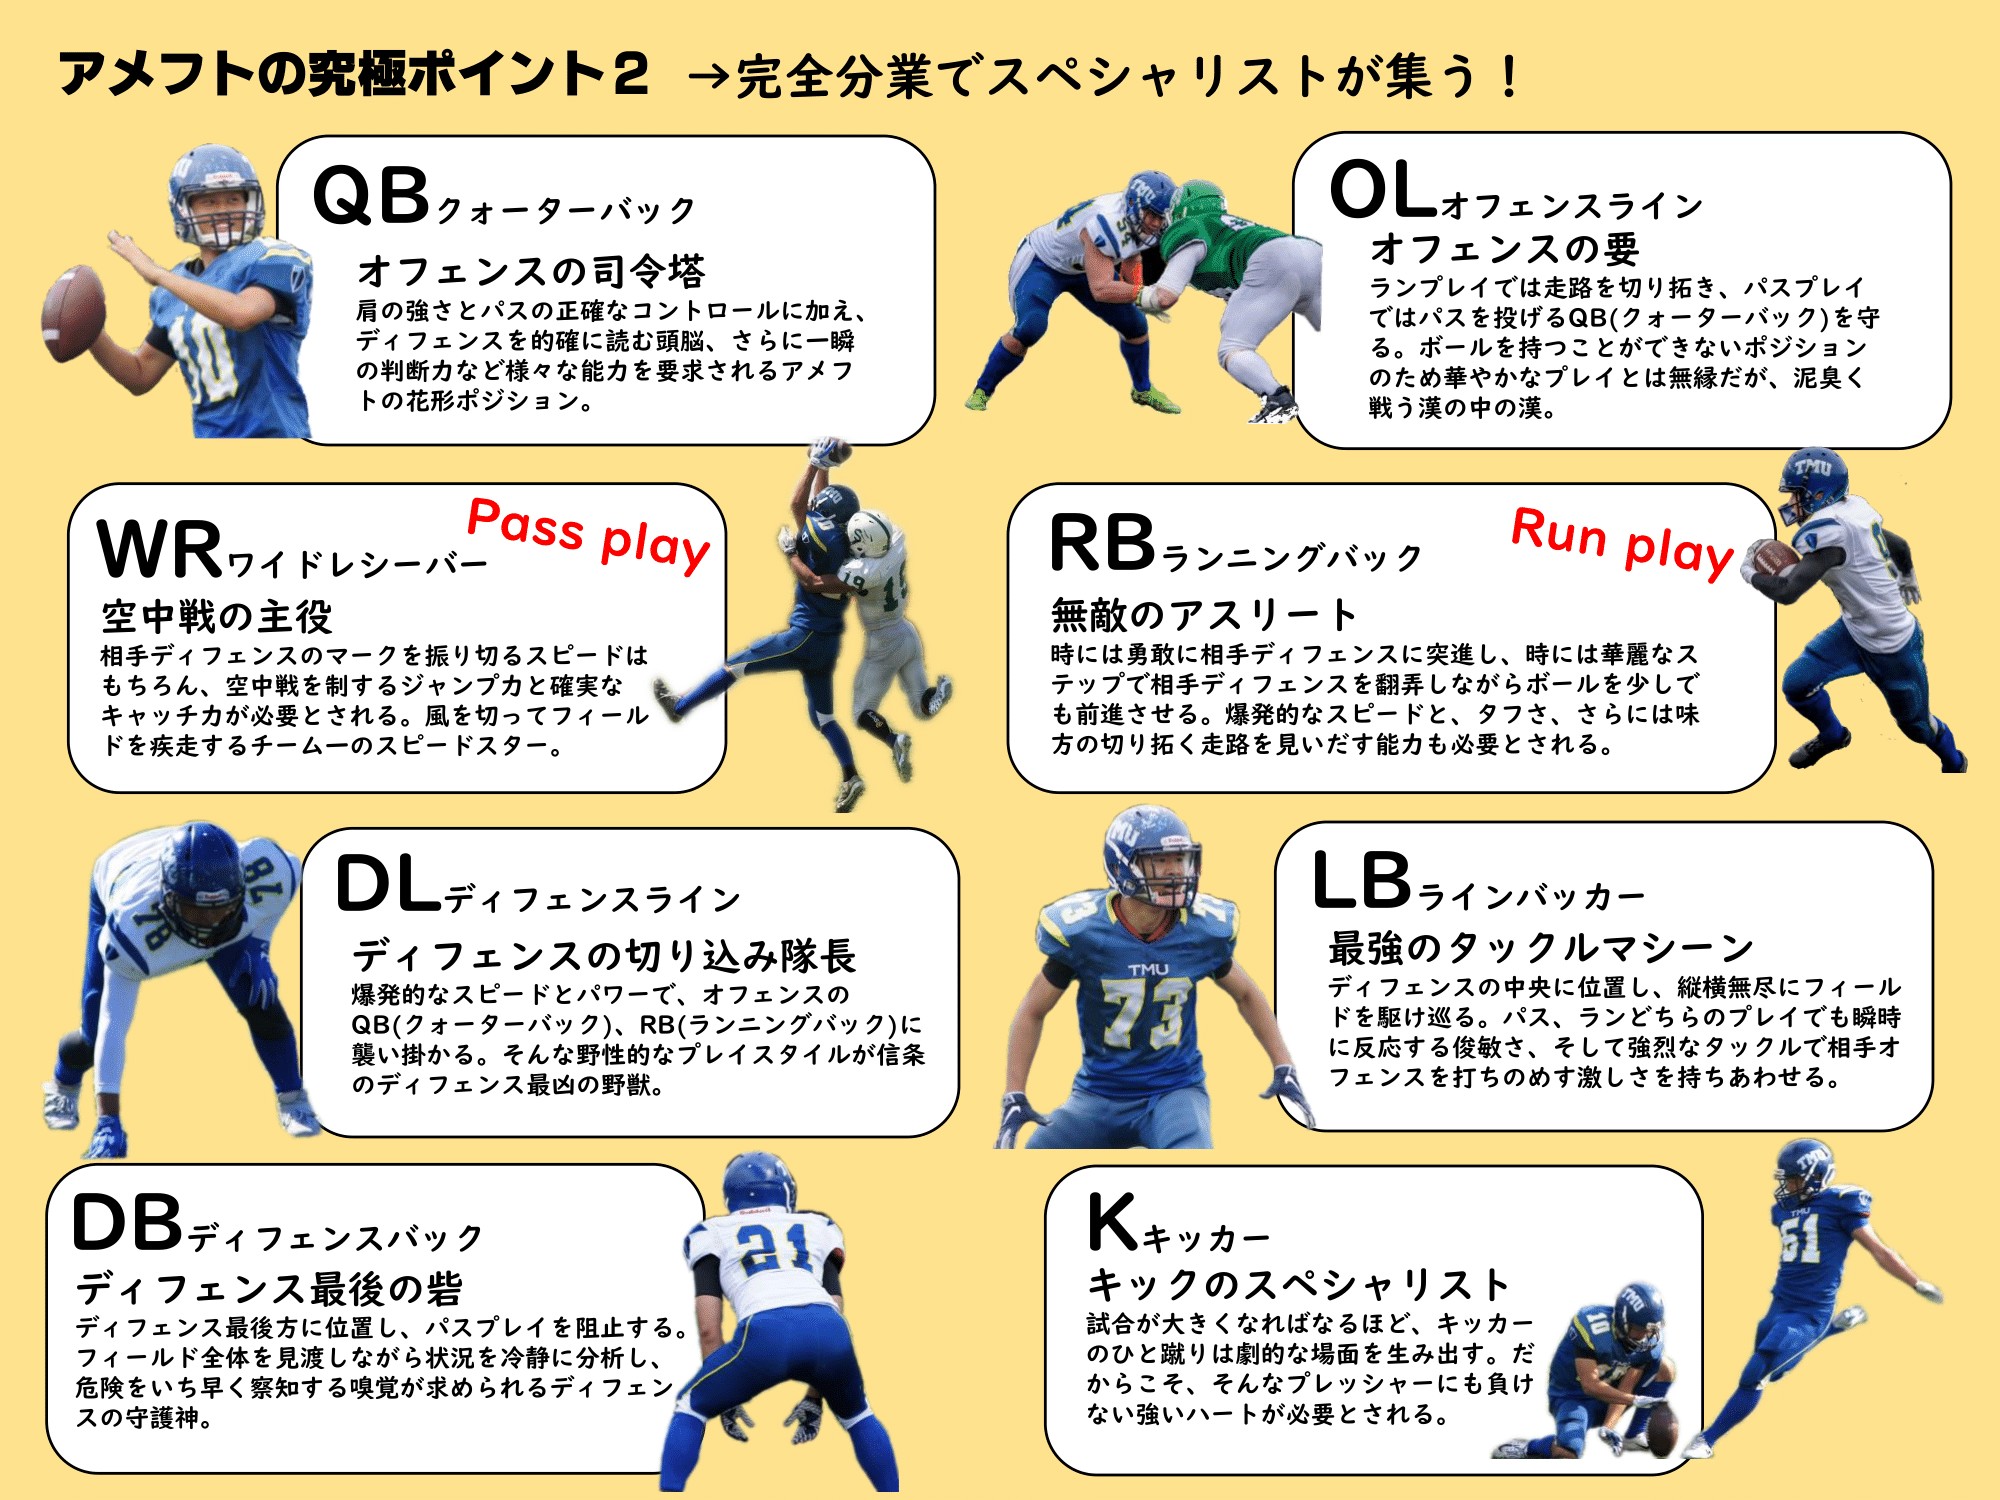 アメフトの究極ポイント２ →完全分業でスペシャリストが集う！
QBクォーターバック
オフェンスの司令塔
肩の強さとパスの正確なコントロールに加え、
ディフェンスを的確に読む頭脳、さらに一瞬
の判断力など様々な能力を要求されるアメフ
トの花形ポジション。
OLオフェンスライン
オフェンスの要
ランプレイでは走路を切り拓き、パスプレイ
ではパスを投げるQB(クォーターバック)を守
る。ボールを持つことができないポジション
のため華やかなプレイとは無縁だが、泥臭く
戦う漢の中の漢。
WRワイドレシーバー
Pass play
空中戦の主役
相手ディフェンスのマークを振り切るスピードは
もちろん、空中戦を制するジャンプ力と確実な
キャッチ力が必要とされる。風を切ってフィール
ドを疾走するチーム一のスピードスター。
RBランニングバック
Run play
無敵のアスリート
時には勇敢に相手ディフェンスに突進し、時には華麗なス
テップで相手ディフェンスを翻弄しながらボールを少しで
も前進させる。爆発的なスピードと、タフさ、さらには味
方の切り拓く走路を見いだす能力も必要とされる。
DLディフェンスライン
ディフェンスの切り込み隊長
爆発的なスピードとパワーで、オフェンスの
QB(クォーターバック)、RB(ランニングバック)に
襲い掛かる。そんな野性的なプレイスタイルが信条
のディフェンス最凶の野獣。
LBラインバッカー
最強のタックルマシーン
ディフェンスの中央に位置し、縦横無尽にフィール
ドを駆け巡る。パス、ランどちらのプレイでも瞬時
に反応する俊敏さ、そして強烈なタックルで相手オ
フェンスを打ちのめす激しさを持ちあわせる。
DBディフェンスバック
ディフェンス最後の砦
ディフェンス最後方に位置し、パスプレイを阻止する。
フィールド全体を見渡しながら状況を冷静に分析し、
危険をいち早く察知する嗅覚が求められるディフェン
スの守護神。
Kキッカー
キックのスペシャリスト
試合が大きくなればなるほど、キッカー
のひと蹴りは劇的な場面を生み出す。だ
からこそ、そんなプレッシャーにも負け
ない強いハートが必要とされる。
10
54
TMU
19
TMU
78
78
TMU
73
21
TMU
51
TMU
10